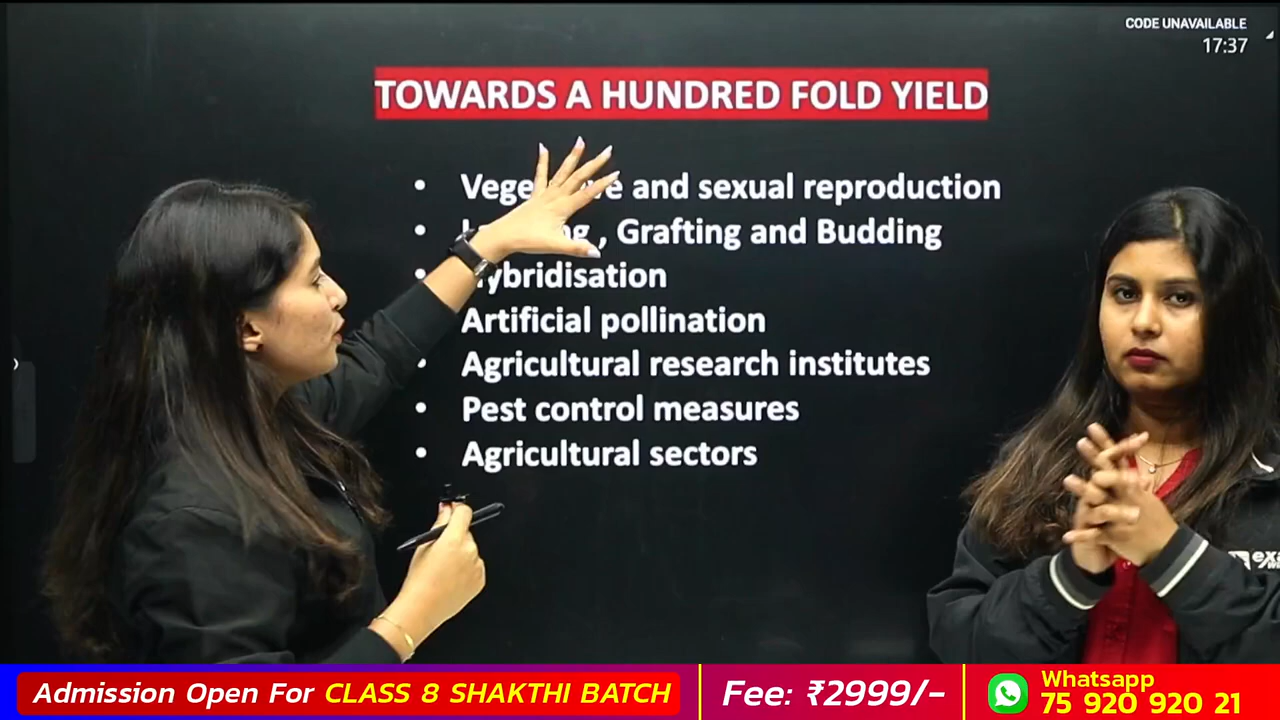 CODE UNAVAILABLE
17:37
TOWARDS A HUNDRED FOLD YIELD
• and sexual reproduction
• , Grafting and Budding
•
Artificial pollination
• Agricultural research institutes
• Pest control measures
• Agricultural sectors
Admission Open For CLASS 8 SHAKTHI BATCH
Fee: ₹2999/-
Whatsapp
75 920 920 21